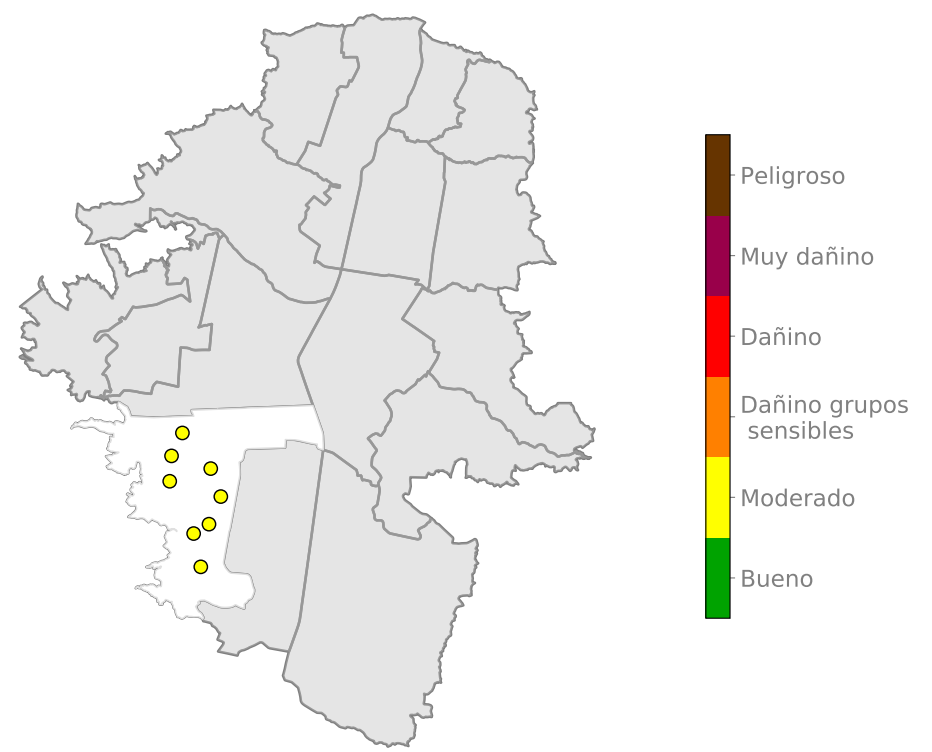 Peligroso
Muy dañino
Dañino
Dañino grupos
sensibles
Moderado
Bueno